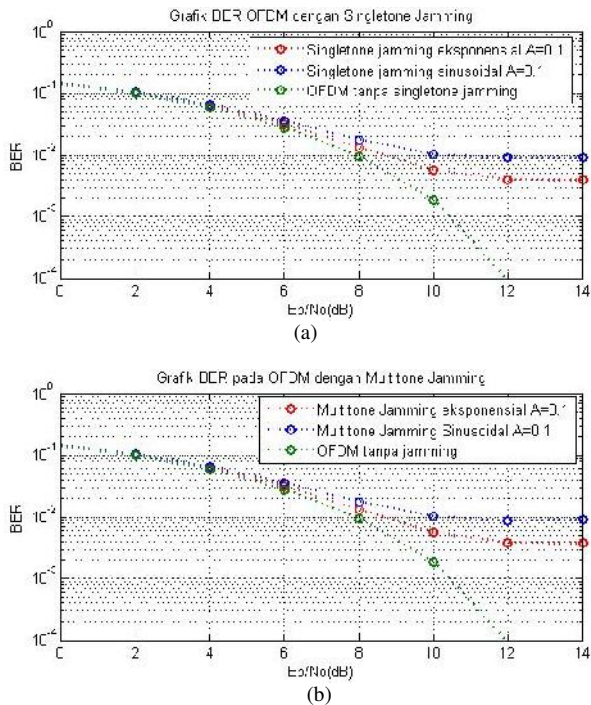 Grafik BER OFDM dengan Singletone Jamming
10^0
10^-1
10^-2
10^-3
10^-4
BER
Singletone jamming eksponensial A=0.1
Singletone jamming sinusoidal A=0.1
OFDM tanpa singletone jamming
0 2 4 6 8 10 12 14
Eb/No(dB)
(a)
Grafik BER pada OFDM dengan Multitone Jamming
10^0
10^-1
10^-2
10^-3
10^-4
BER
Multitone Jamming eksponensial A=0.1
Multitone Jamming Sinusoidal A=0.1
OFDM tanpa jamming
0 2 4 6 8 10 12 14
Eb/No(dB)
(b)